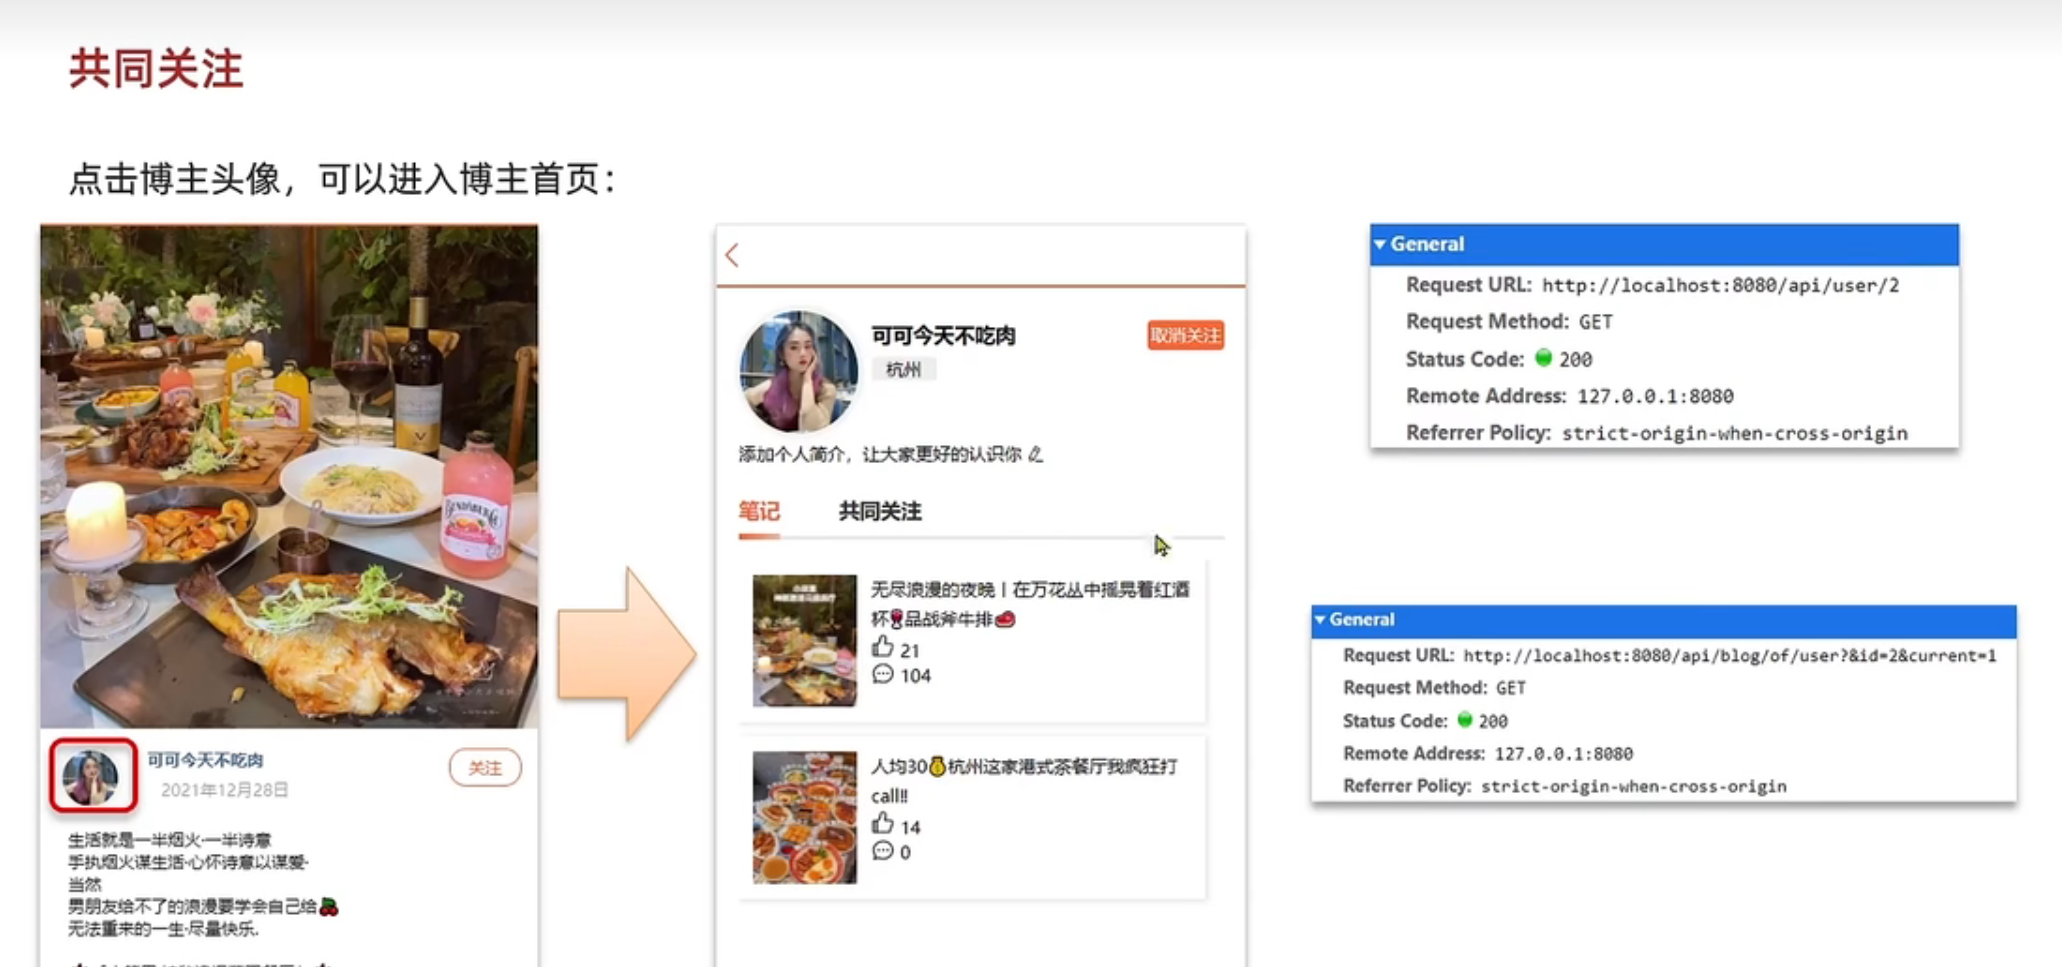 共同关注
点击博主头像，可以进入博主首页：
可可今天不吃肉
2021年12月28日
关注
生活就是一半烟火·一半诗意
手执烟火谋生活·心怀诗意以谋爱·
当然
男朋友给不了的浪漫要学会自己给🍒
无法重来的一生·尽量快乐.
可可今天不吃肉
取消关注
杭州
添加个人简介，让大家更好的认识你
笔记
共同关注
无尽浪漫的夜晚丨在万花丛中摇晃着红酒
杯🍷品战斧牛排🥩
21
104
人均30💰杭州这家港式茶餐厅我疯狂打
call!!
14
0
General
Request URL: http://localhost:8080/api/user/2
Request Method: GET
Status Code: 200
Remote Address: 127.0.0.1:8080
Referrer Policy: strict-origin-when-cross-origin
General
Request URL: http://localhost:8080/api/blog/of/user?&id=2&current=1
Request Method: GET
Status Code: 200
Remote Address: 127.0.0.1:8080
Referrer Policy: strict-origin-when-cross-origin